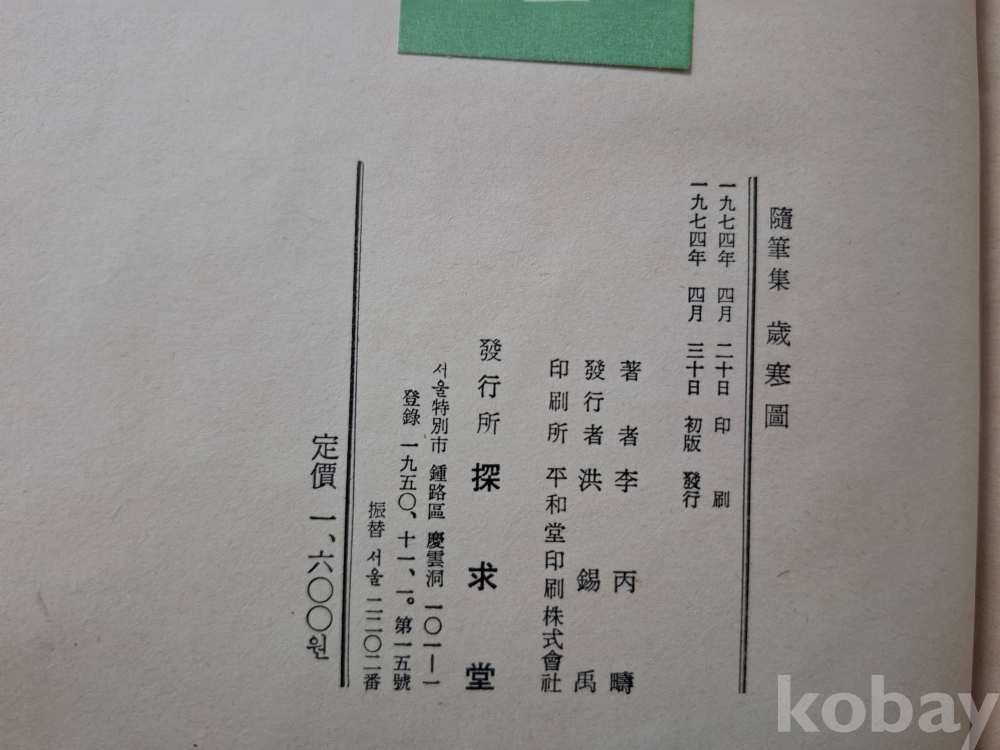 隨筆集 歲寒圖
一九七四年 四月 二十日 印 刷
一九七四年 四月 三十日 初版 發行
著 者 李 丙 疇
發行者 洪 錫 禹
印刷所 平和堂印刷株式會社
發行所 探 求 堂
서울特別市 鍾路區 慶雲洞 一〇一—一
登錄 一九五〇、十一、一。第一五號
振替 서울 二二〇二番
定價 一、六〇〇원
kobay